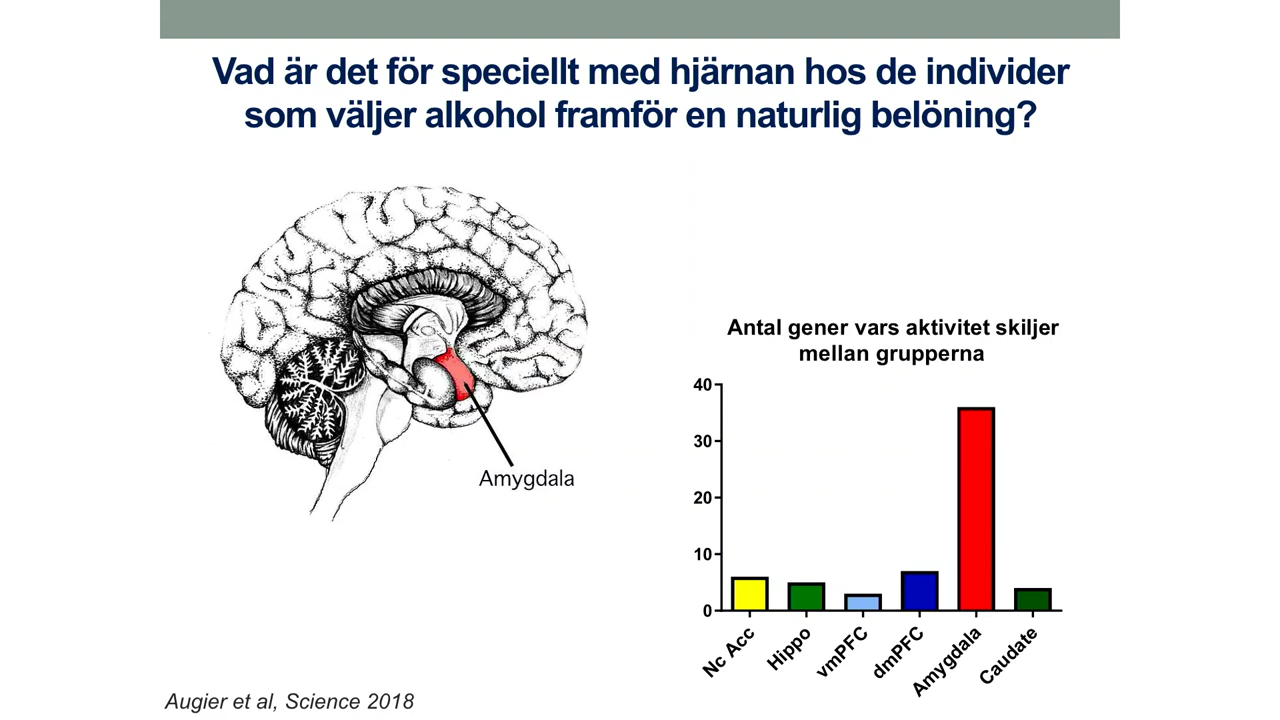 Vad är det för speciellt med hjärnan hos de individer
som väljer alkohol framför en naturlig belöning?
Amygdala
Antal gener vars aktivitet skiljer
mellan grupperna
40
30
20
10
0
Nc Acc
Hippo
vmPFC
dmPFC
Amygdala
Caudate
Augier et al, Science 2018